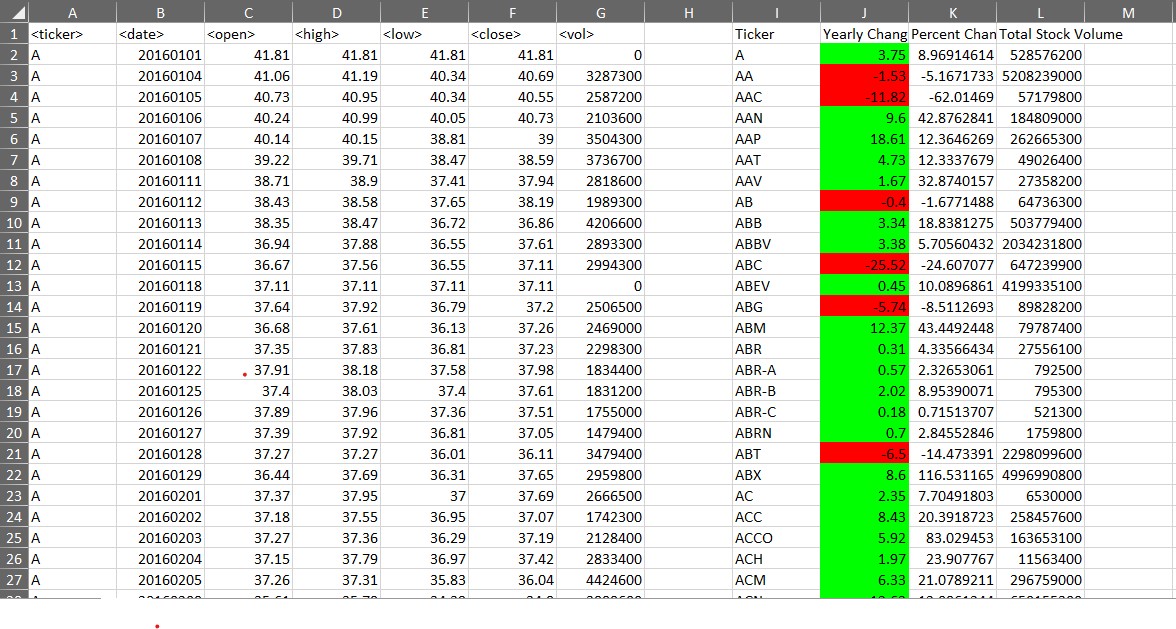 A B C D E F G H I J K L M
1 <ticker> <date> <open> <high> <low> <close> <vol> Ticker Yearly Chang Percent Chan Total Stock Volume
2 A 20160101 41.81 41.81 41.81 41.81 0 A 3.75 8.96914614 528576200
3 A 20160104 41.06 41.19 40.34 40.69 3287300 AA -1.53 -5.1671733 5208239000
4 A 20160105 40.73 40.95 40.34 40.55 2587200 AAC -11.82 -62.01469 57179800
5 A 20160106 40.24 40.99 40.05 40.73 2103600 AAN 9.6 42.8762841 184809000
6 A 20160107 40.14 40.15 38.81 39 3504300 AAP 18.61 12.3646269 262665300
7 A 20160108 39.22 39.71 38.47 38.59 3736700 AAT 4.73 12.3337679 49026400
8 A 20160111 38.71 38.9 37.41 37.94 2818600 AAV 1.67 32.8740157 27358200
9 A 20160112 38.43 38.58 37.65 38.19 1989300 AB -0.4 -1.6771488 64736300
10 A 20160113 38.35 38.47 36.72 36.86 4206600 ABB 3.34 18.8381275 503779400
11 A 20160114 36.94 37.88 36.55 37.61 2893300 ABBV 3.38 5.70560432 2034231800
12 A 20160115 36.67 37.56 36.55 37.11 2994300 ABC -25.52 -24.607077 647239900
13 A 20160118 37.11 37.11 37.11 37.11 0 ABEV 0.45 10.0896861 4199335100
14 A 20160119 37.64 37.92 36.79 37.2 2506500 ABG -5.74 -8.5112693 89828200
15 A 20160120 36.68 37.61 36.13 37.26 2469000 ABM 12.37 43.4492448 79787400
16 A 20160121 37.35 37.83 36.81 37.23 2298300 ABR 0.31 4.33566434 27556100
17 A 20160122 37.91 38.18 37.58 37.98 1834400 ABR-A 0.57 2.32653061 792500
18 A 20160125 37.4 38.03 37.4 37.61 1831200 ABR-B 2.02 8.95390071 795300
19 A 20160126 37.89 37.96 37.36 37.51 1755000 ABR-C 0.18 0.71513707 521300
20 A 20160127 37.39 37.92 36.81 37.05 1479400 ABRN 0.7 2.84552846 1759800
21 A 20160128 37.27 37.27 36.01 36.11 3479400 ABT -6.5 -14.473391 2298099600
22 A 20160129 36.44 37.69 36.31 37.65 2959800 ABX 8.6 116.531165 4996990800
23 A 20160201 37.37 37.95 37 37.69 2666500 AC 2.35 7.70491803 6530000
24 A 20160202 37.18 37.55 36.95 37.07 1742300 ACC 8.43 20.3918723 258457600
25 A 20160203 37.27 37.36 36.29 37.19 2128400 ACCO 5.92 83.029453 163653100
26 A 20160204 37.15 37.79 36.97 37.42 2833400 ACH 1.97 23.907767 11563400
27 A 20160205 37.26 37.31 35.83 36.04 4424600 ACM 6.33 21.0789211 296759000